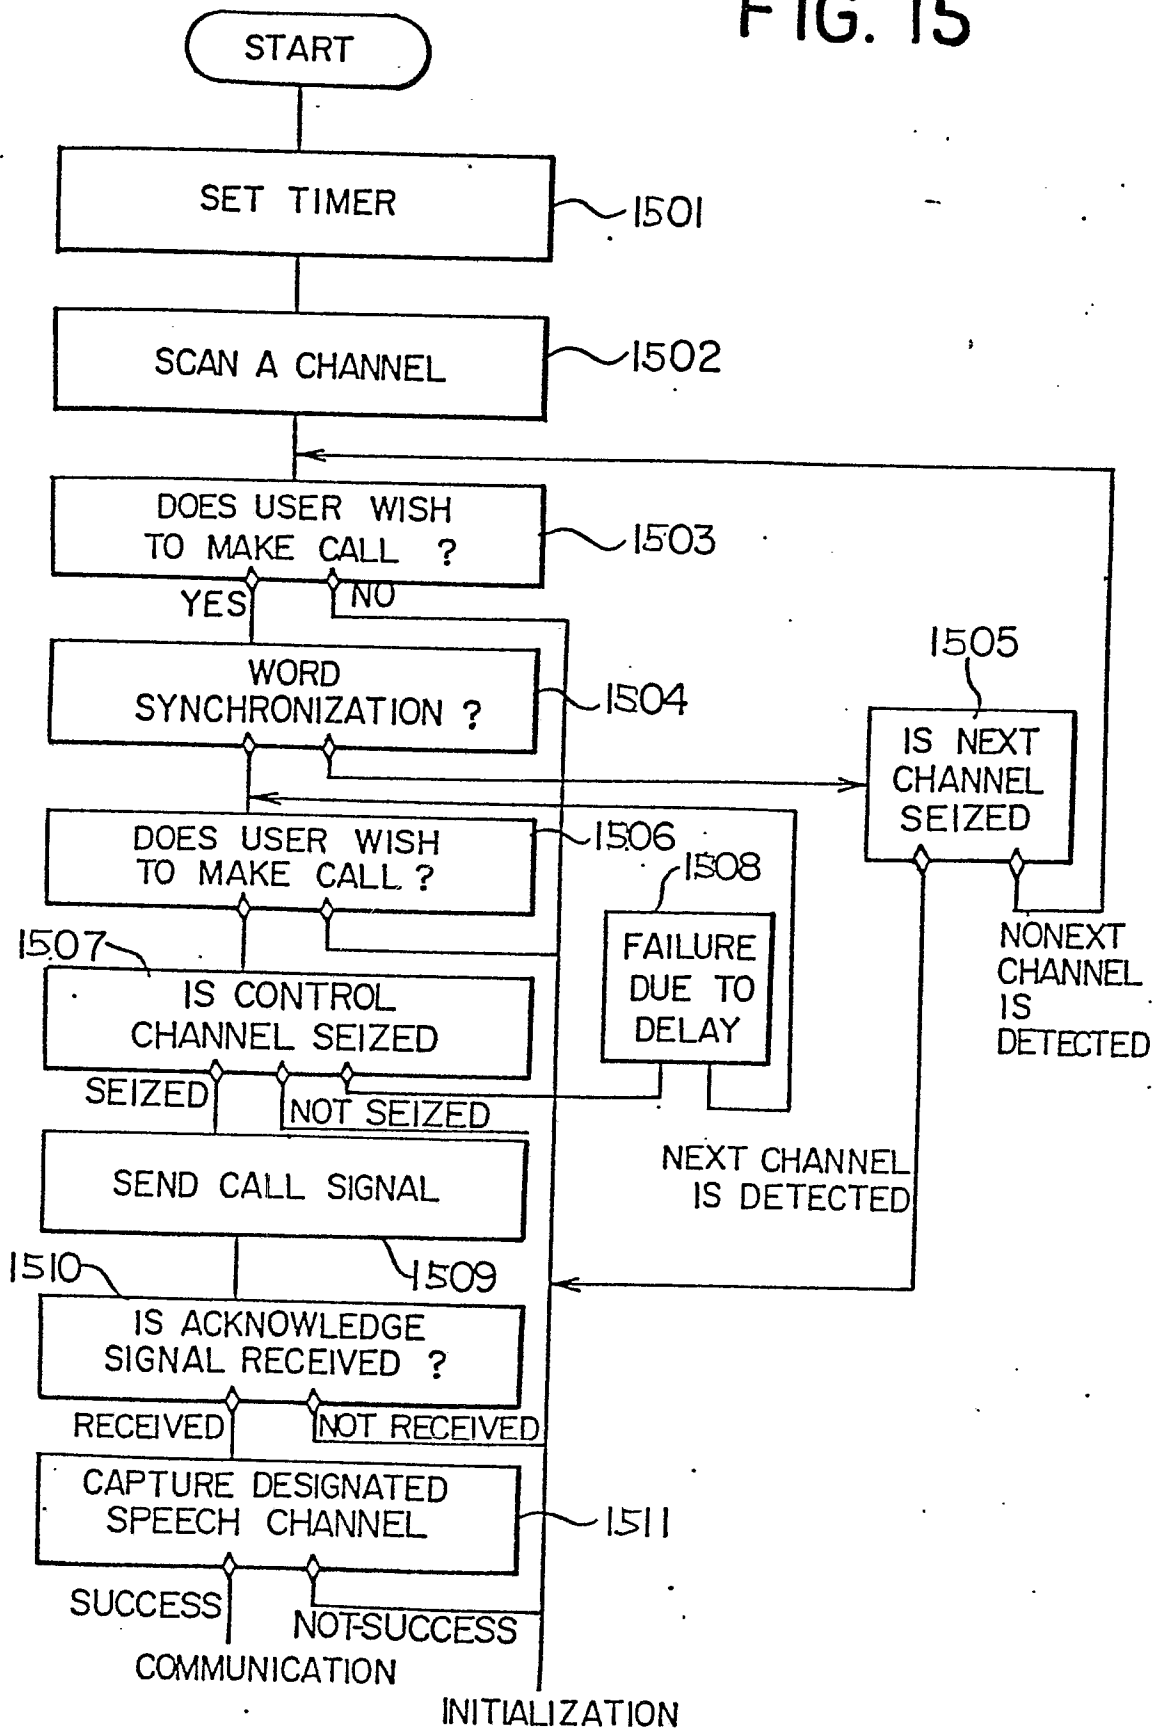 FIG. 15
START
SET TIMER
1501
SCAN A CHANNEL
1502
DOES USER WISH
TO MAKE CALL ?
1503
YES
NO
WORD
SYNCHRONIZATION ?
1504
1505
IS NEXT
CHANNEL
SEIZED
DOES USER WISH
TO MAKE CALL ?
1506
1508
FAILURE
DUE TO
DELAY
NONEXT
CHANNEL
IS
DETECTED
1507
IS CONTROL
CHANNEL SEIZED
SEIZED
NOT SEIZED
NEXT CHANNEL
IS DETECTED
SEND CALL SIGNAL
1509
1510
IS ACKNOWLEDGE
SIGNAL RECEIVED ?
RECEIVED
NOT RECEIVED
CAPTURE DESIGNATED
SPEECH CHANNEL
1511
SUCCESS
NOT-SUCCESS
COMMUNICATION
INITIALIZATION